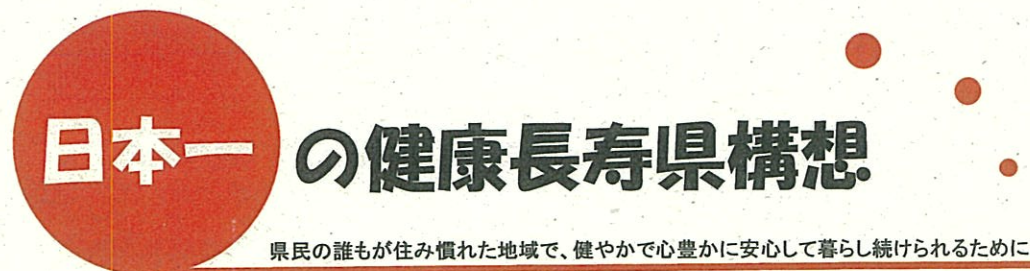 日本一の健康長寿県構想
県民の誰もが住み慣れた地域で、健やかで心豊かに安心して暮らし続けられるために